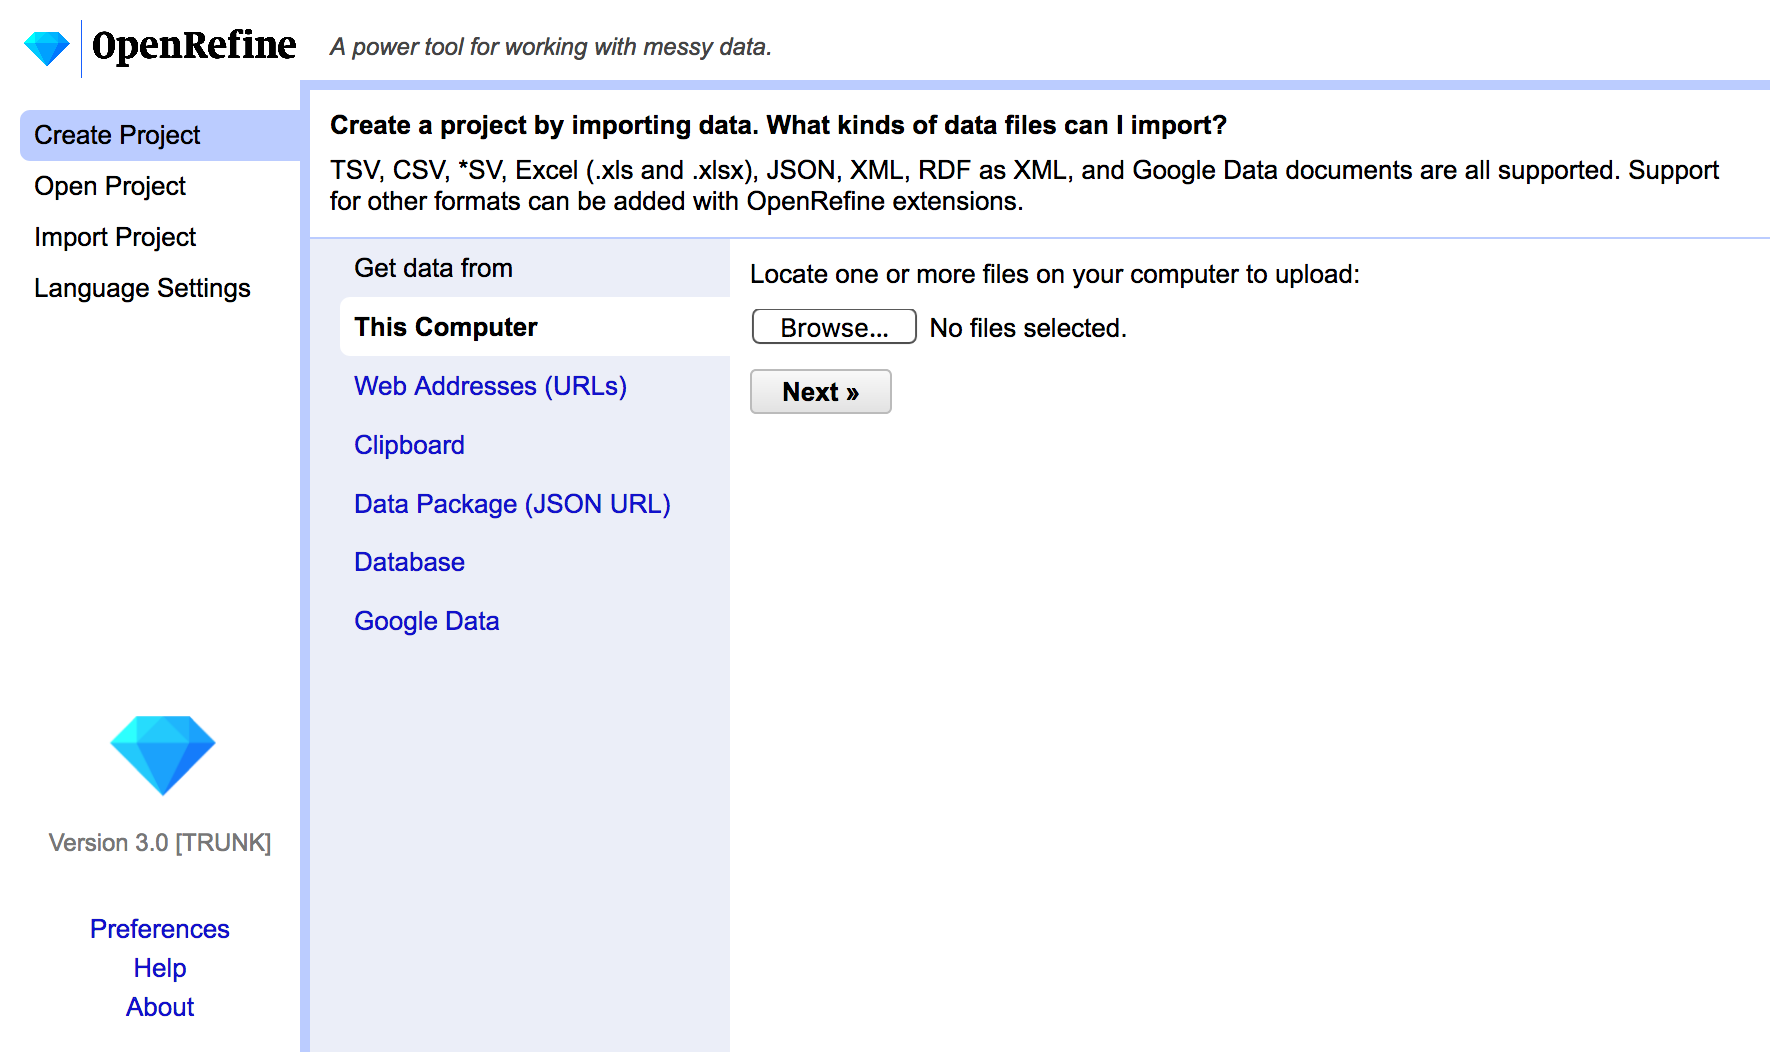 OpenRefine
A power tool for working with messy data.
Create Project
Open Project
Import Project
Language Settings
Create a project by importing data. What kinds of data files can I import?
TSV, CSV, *SV, Excel (.xls and .xlsx), JSON, XML, RDF as XML, and Google Data documents are all supported. Support
for other formats can be added with OpenRefine extensions.
Get data from
This Computer
Web Addresses (URLs)
Clipboard
Data Package (JSON URL)
Database
Google Data
Locate one or more files on your computer to upload:
Browse... No files selected.
Next »
Version 3.0 [TRUNK]
Preferences
Help
About